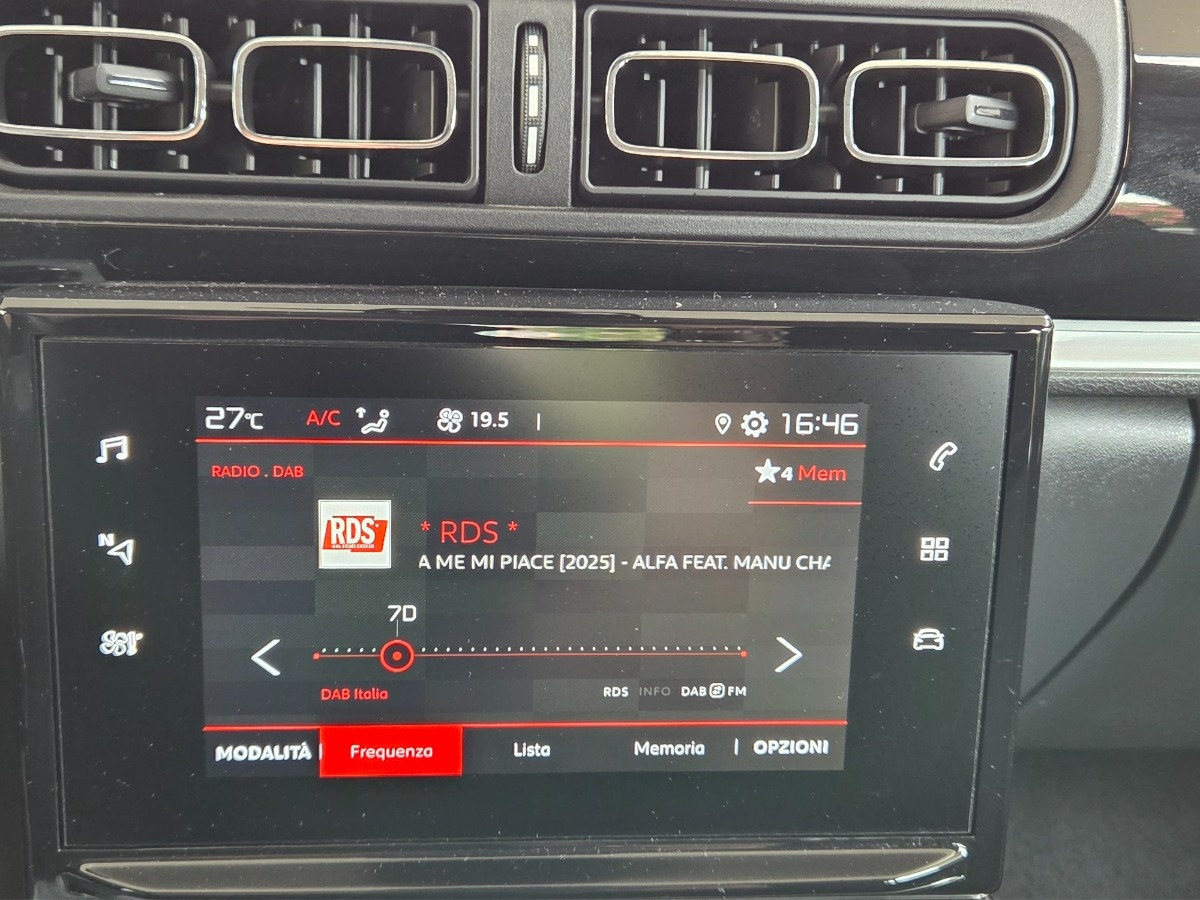 27°C A/C 19.5 | 16:46
RADIO . DAB 4 Mem
RDS
* RDS *
A ME MI PIACE [2025] - ALFA FEAT. MANU CHA
7D
N
DAB Italia RDS INFO DAB FM
MODALITÀ Frequenza Lista Memoria | OPZIONI